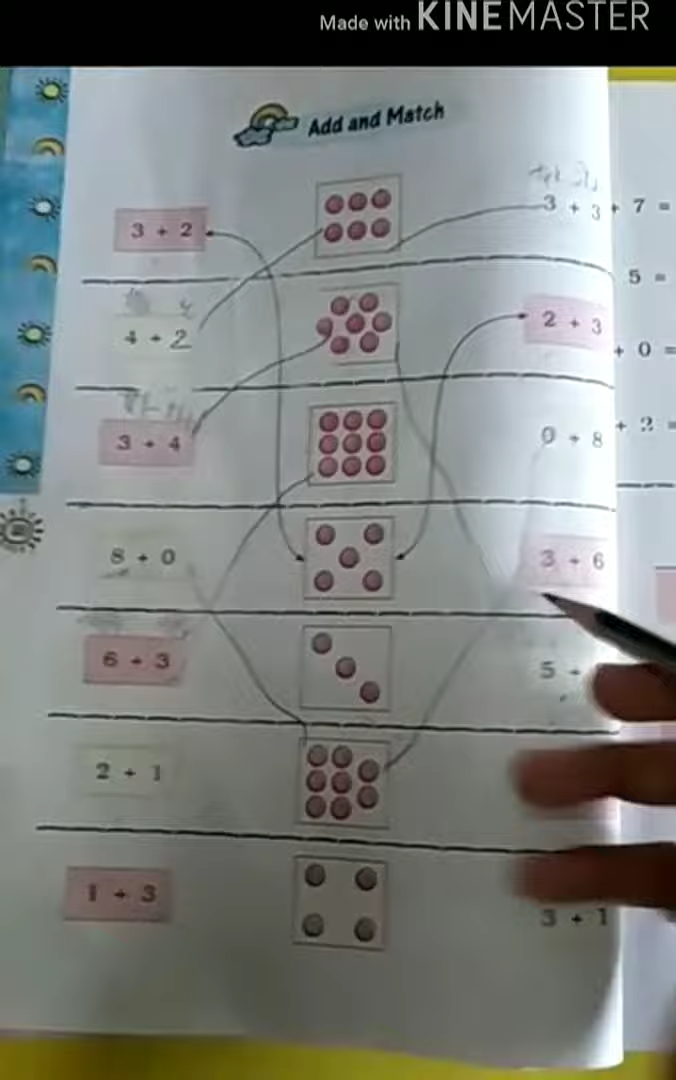 Made with KINEMASTER
Add and Match
3 + 2
3 + 3
+ 7 =
5 =
4 + 2
2 + 3
+ 0 =
3 + 4
0 + 8
+ 2 =
8 + 0
3 + 6
6 + 3
5 +
2 + 1
1 + 3
3 + 1